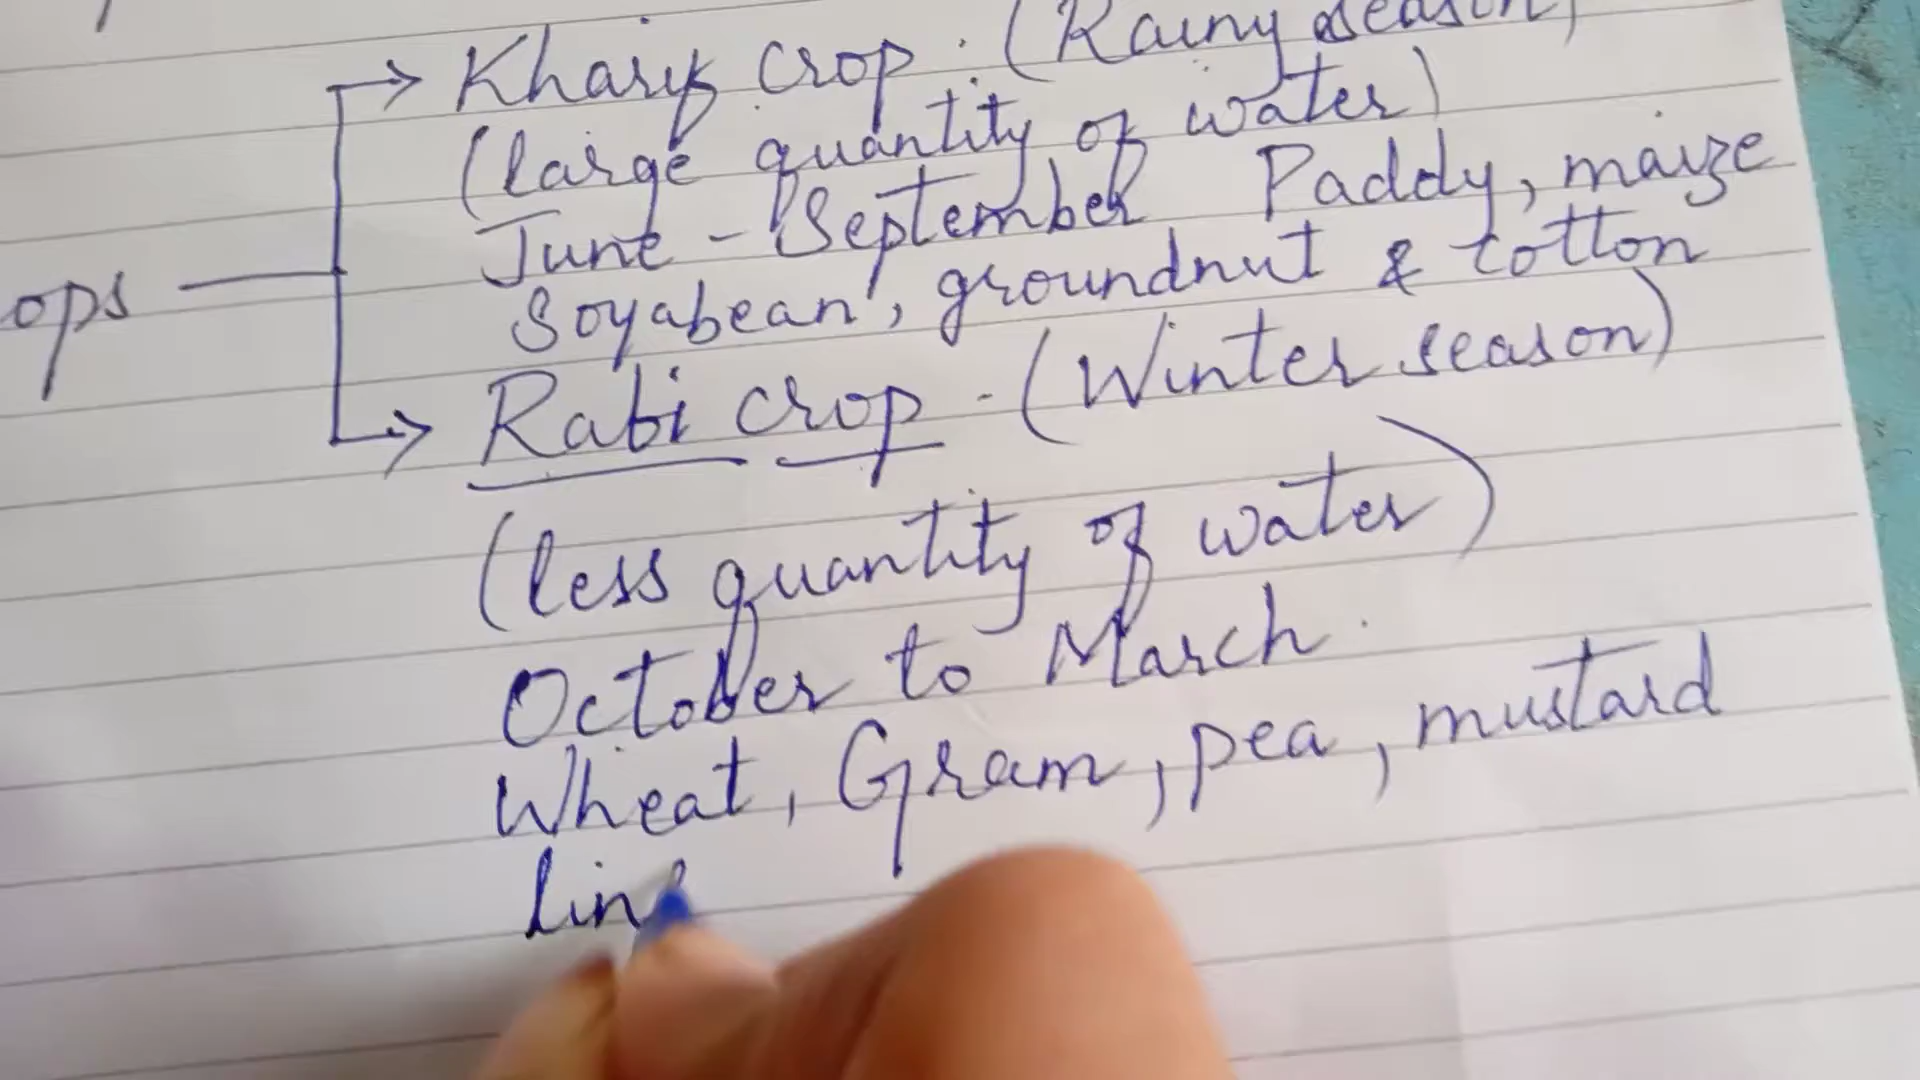 Kharif crop. (Rainy season)
(large quantity of water)
June - September Paddy, maize
Soyabean, groundnut & cotton
ops
Rabi crop - (Winter season)
(less quantity of water)
October to March.
Wheat, Gram, pea, mustard
lin